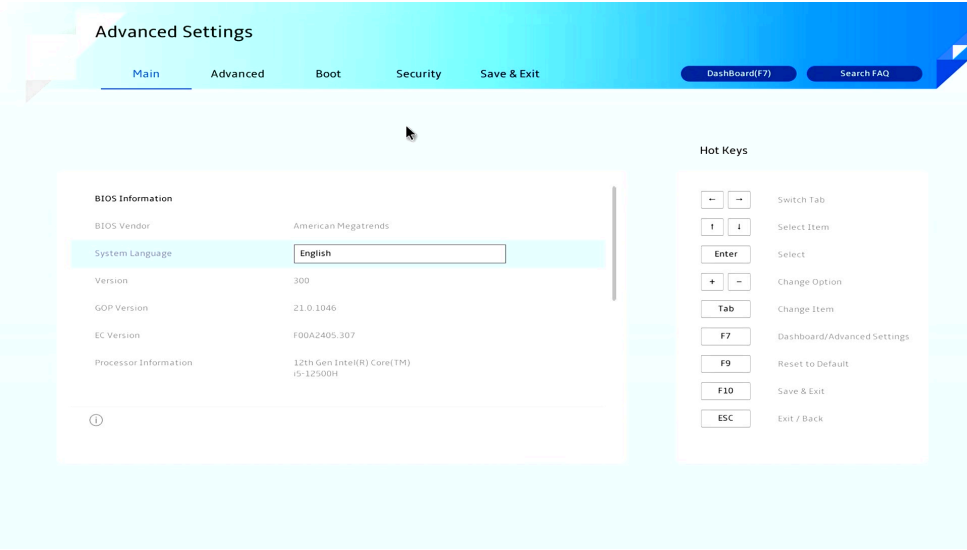 Advanced Settings
Main Advanced Boot Security Save & Exit DashBoard(F7) Search FAQ
Hot Keys
BIOS Information
BIOS Vendor American Megatrends
System Language English
Version 300
GOP Version 21.0.1046
EC Version F00A2405.307
Processor Information 12th Gen Intel(R) Core(TM)
i5-12500H
← → Switch Tab
↑ ↓ Select Item
Enter Select
+ − Change Option
Tab Change Item
F7 Dashboard/Advanced Settings
F9 Reset to Default
F10 Save & Exit
ESC Exit / Back